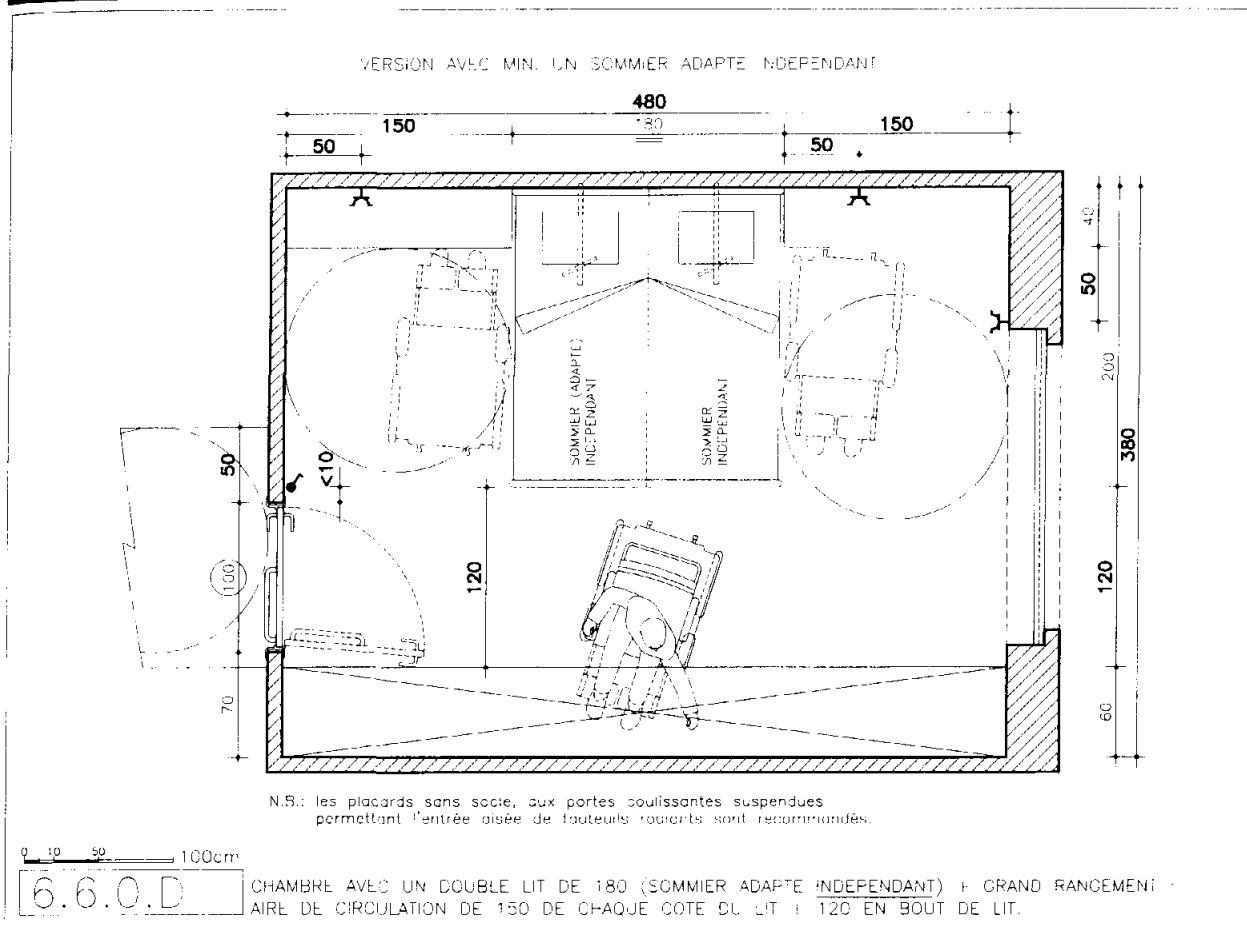 VERSION AVEC MIN. UN SOMMIER ADAPTE INDEPENDANT
480
150 180 150
50 50
40
50
SOMMIER (ADAPTE)
INDEPENDANT
SOMMIER
INDEPENDANT
200
380
50
<10
100
120
120
70
60
N.B.: les placards sans socle, aux portes coulissantes suspendues
permettant l'entrée aisée de fauteuils roulants sont recommandés.
0 10 50 100cm
6.6.0.D
CHAMBRE AVEC UN DOUBLE LIT DE 180 (SOMMIER ADAPTE INDEPENDANT) + GRAND RANGEMENT +
AIRE DE CIRCULATION DE 150 DE CHAQUE COTE DU LIT + 120 EN BOUT DE LIT.